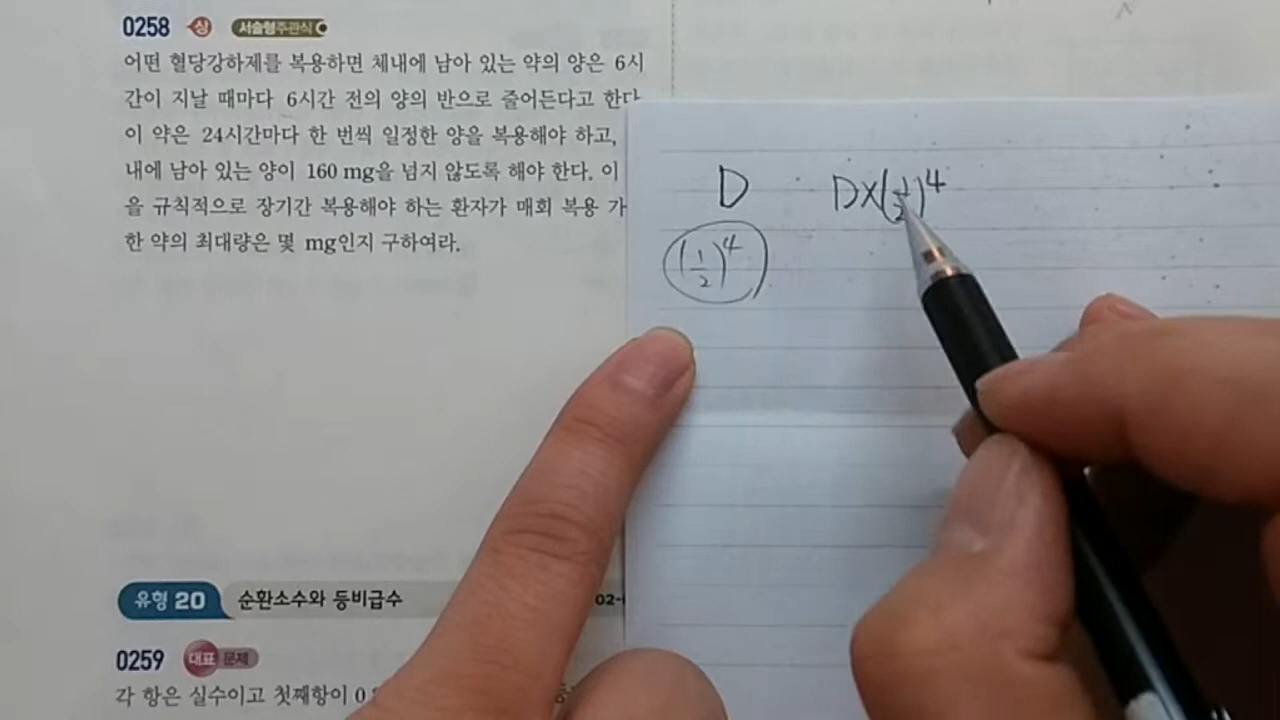 0258 상 서술형주관식
어떤 혈당강하제를 복용하면 체내에 남아 있는 약의 양은 6시
간이 지날 때마다 6시간 전의 양의 반으로 줄어든다고 한다.
이 약은 24시간마다 한 번씩 일정한 양을 복용해야 하고,
내에 남아 있는 양이 160 mg을 넘지 않도록 해야 한다. 이
을 규칙적으로 장기간 복용해야 하는 환자가 매회 복용 가
한 약의 최대량은 몇 mg인지 구하여라.
D D×(1/2)^4
(1/2)^4
유형 20 순환소수와 등비급수 02-
0259 대표 문제
각 항은 실수이고 첫째항이 0